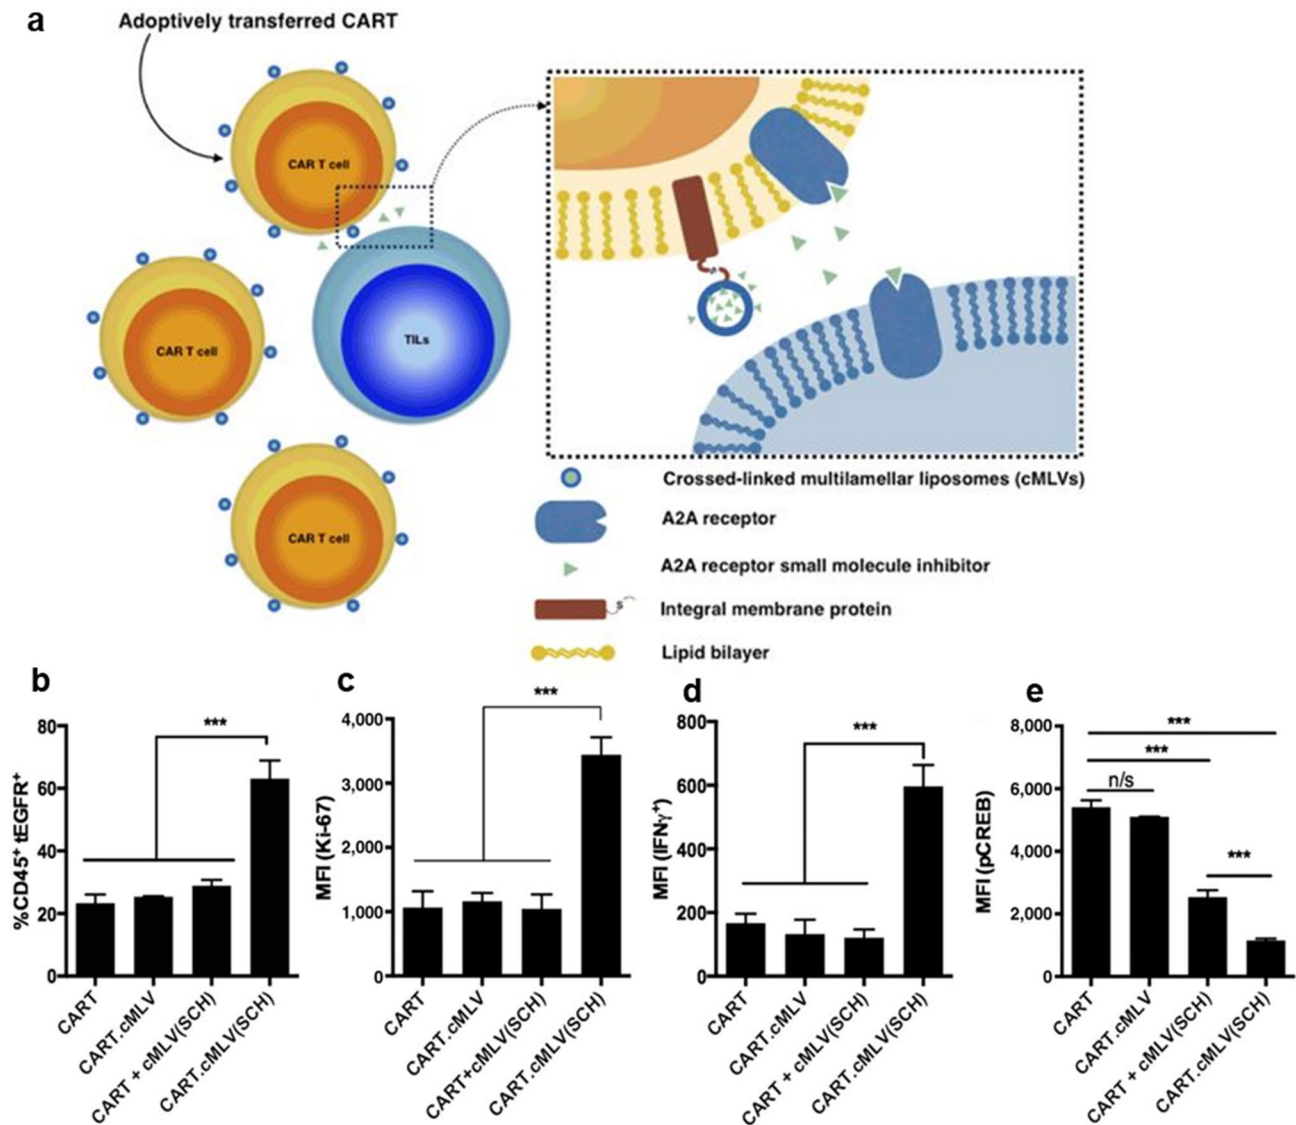 a
Adoptively transferred CART
CAR T cell
CAR T cell
TILs
CAR T cell
S
Crossed-linked multilamellar liposomes (cMLVs)
A2A receptor
A2A receptor small molecule inhibitor
Integral membrane protein
S
Lipid bilayer
b
%CD45⁺ tEGFR⁺
80
60
40
20
0
***
CART
CART.cMLV
CART + cMLV(SCH)
CART.cMLV(SCH)
c
MFI (Ki-67)
4,000
3,000
2,000
1,000
0
***
CART
CART.cMLV
CART+cMLV(SCH)
CART.cMLV(SCH)
d
MFI (IFNγ⁺)
800
600
400
200
0
***
CART
CART.cMLV
CART + cMLV(SCH)
CART.cMLV(SCH)
e
MFI (pCREB)
8,000
6,000
4,000
2,000
0
***
***
n/s
***
CART
CART.cMLV
CART + cMLV(SCH)
CART.cMLV(SCH)